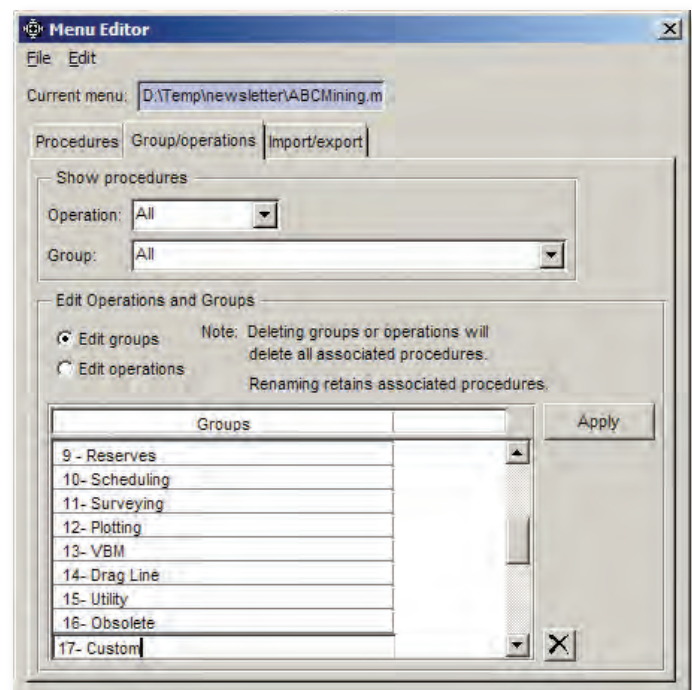 Menu Editor
File Edit
Current menu: D:\Temp\newsletter\ABCMining.m
Procedures Group/operations Import/export
Show procedures
Operation: All
Group: All
Edit Operations and Groups
Edit groups
Note: Deleting groups or operations will
delete all associated procedures.
Edit operations
Renaming retains associated procedures.
Groups
Apply
9 - Reserves
10- Scheduling
11- Surveying
12- Plotting
13- VBM
14- Drag Line
15- Utility
16- Obsolete
17- Custom